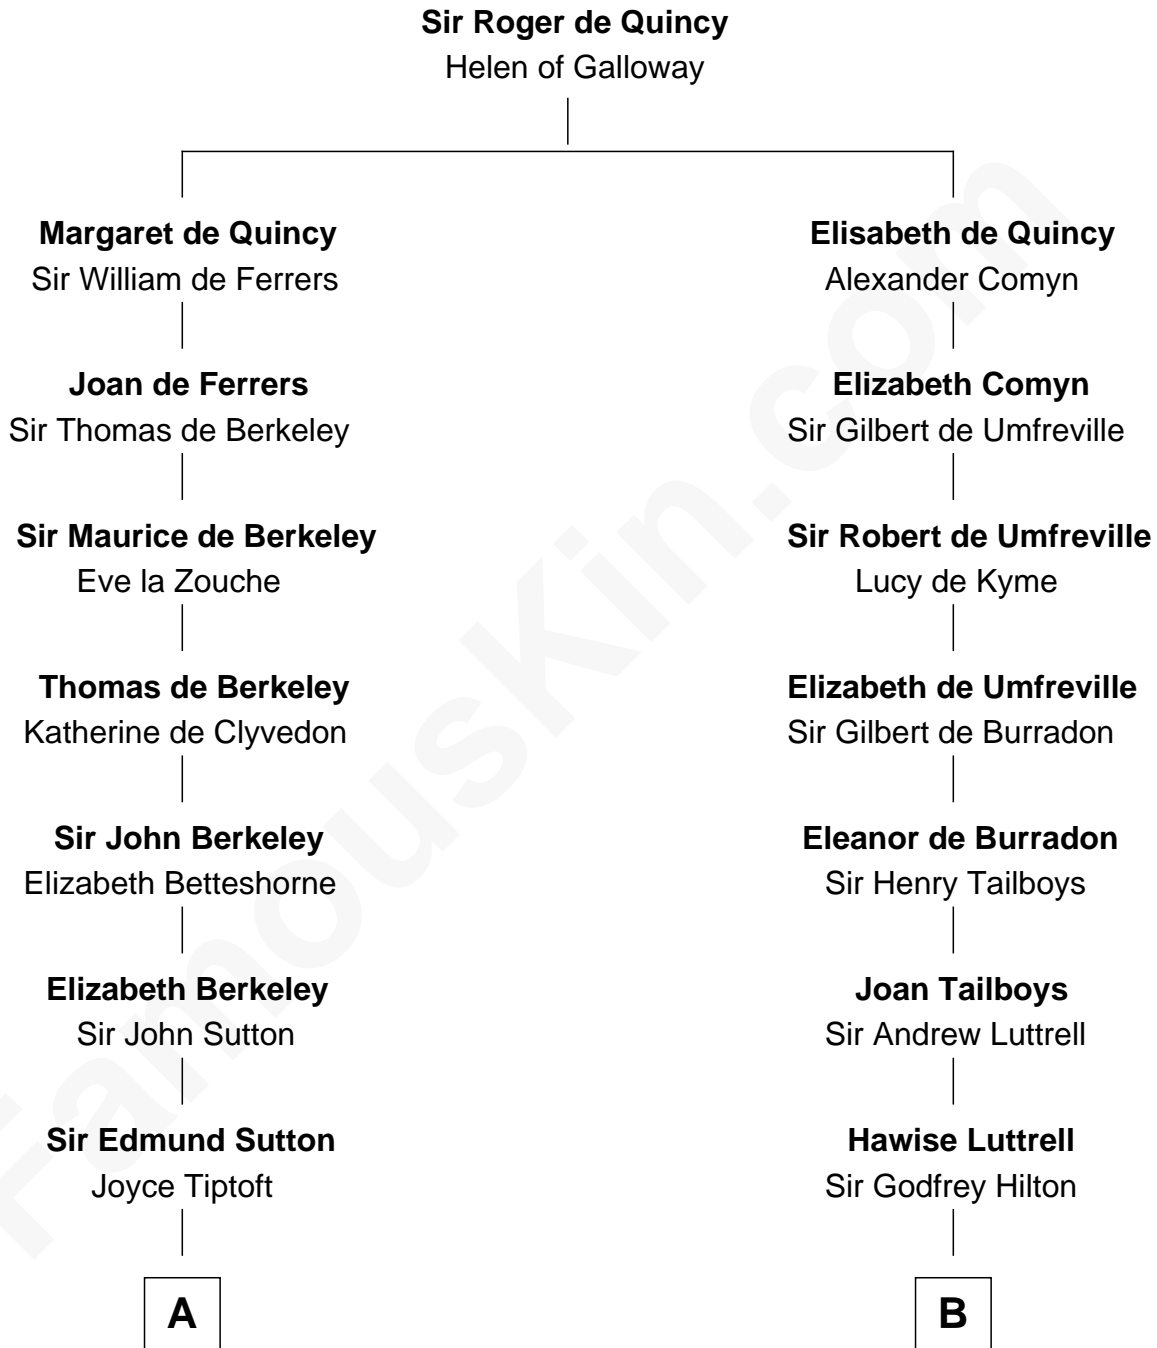 Sir Roger de Quincy
Helen of Galloway
Margaret de Quincy
Sir William de Ferrers
Elisabeth de Quincy
Alexander Comyn
Joan de Ferrers
Sir Thomas de Berkeley
Elizabeth Comyn
Sir Gilbert de Umfreville
Sir Maurice de Berkeley
Eve la Zouche
Sir Robert de Umfreville
Lucy de Kyme
Thomas de Berkeley
Katherine de Clyvedon
Elizabeth de Umfreville
Sir Gilbert de Burradon
Sir John Berkeley
Elizabeth Betteshorne
Eleanor de Burradon
Sir Henry Tailboys
Elizabeth Berkeley
Sir John Sutton
Joan Tailboys
Sir Andrew Luttrell
Sir Edmund Sutton
Joyce Tiptoft
Hawise Luttrell
Sir Godfrey Hilton
A
B
FamousKin.com